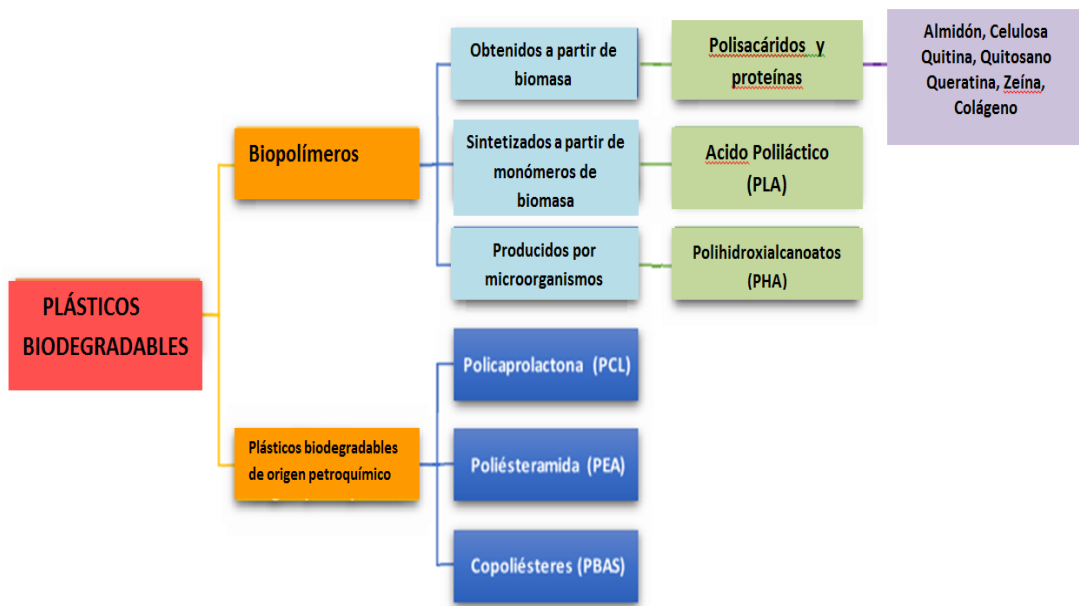 PLÁSTICOS
BIODEGRADABLES
Biopolímeros
Obtenidos a partir de
biomasa
Polisacáridos y
proteínas
Almidón, Celulosa
Quitina, Quitosano
Queratina, Zeína,
Colágeno
Sintetizados a partir de
monómeros de
biomasa
Acido Poliláctico
(PLA)
Producidos por
microorganismos
Polihidroxialcanoatos
(PHA)
Plásticos biodegradables
de origen petroquímico
Policaprolactona (PCL)
Poliésteramida (PEA)
Copoliésteres (PBAS)